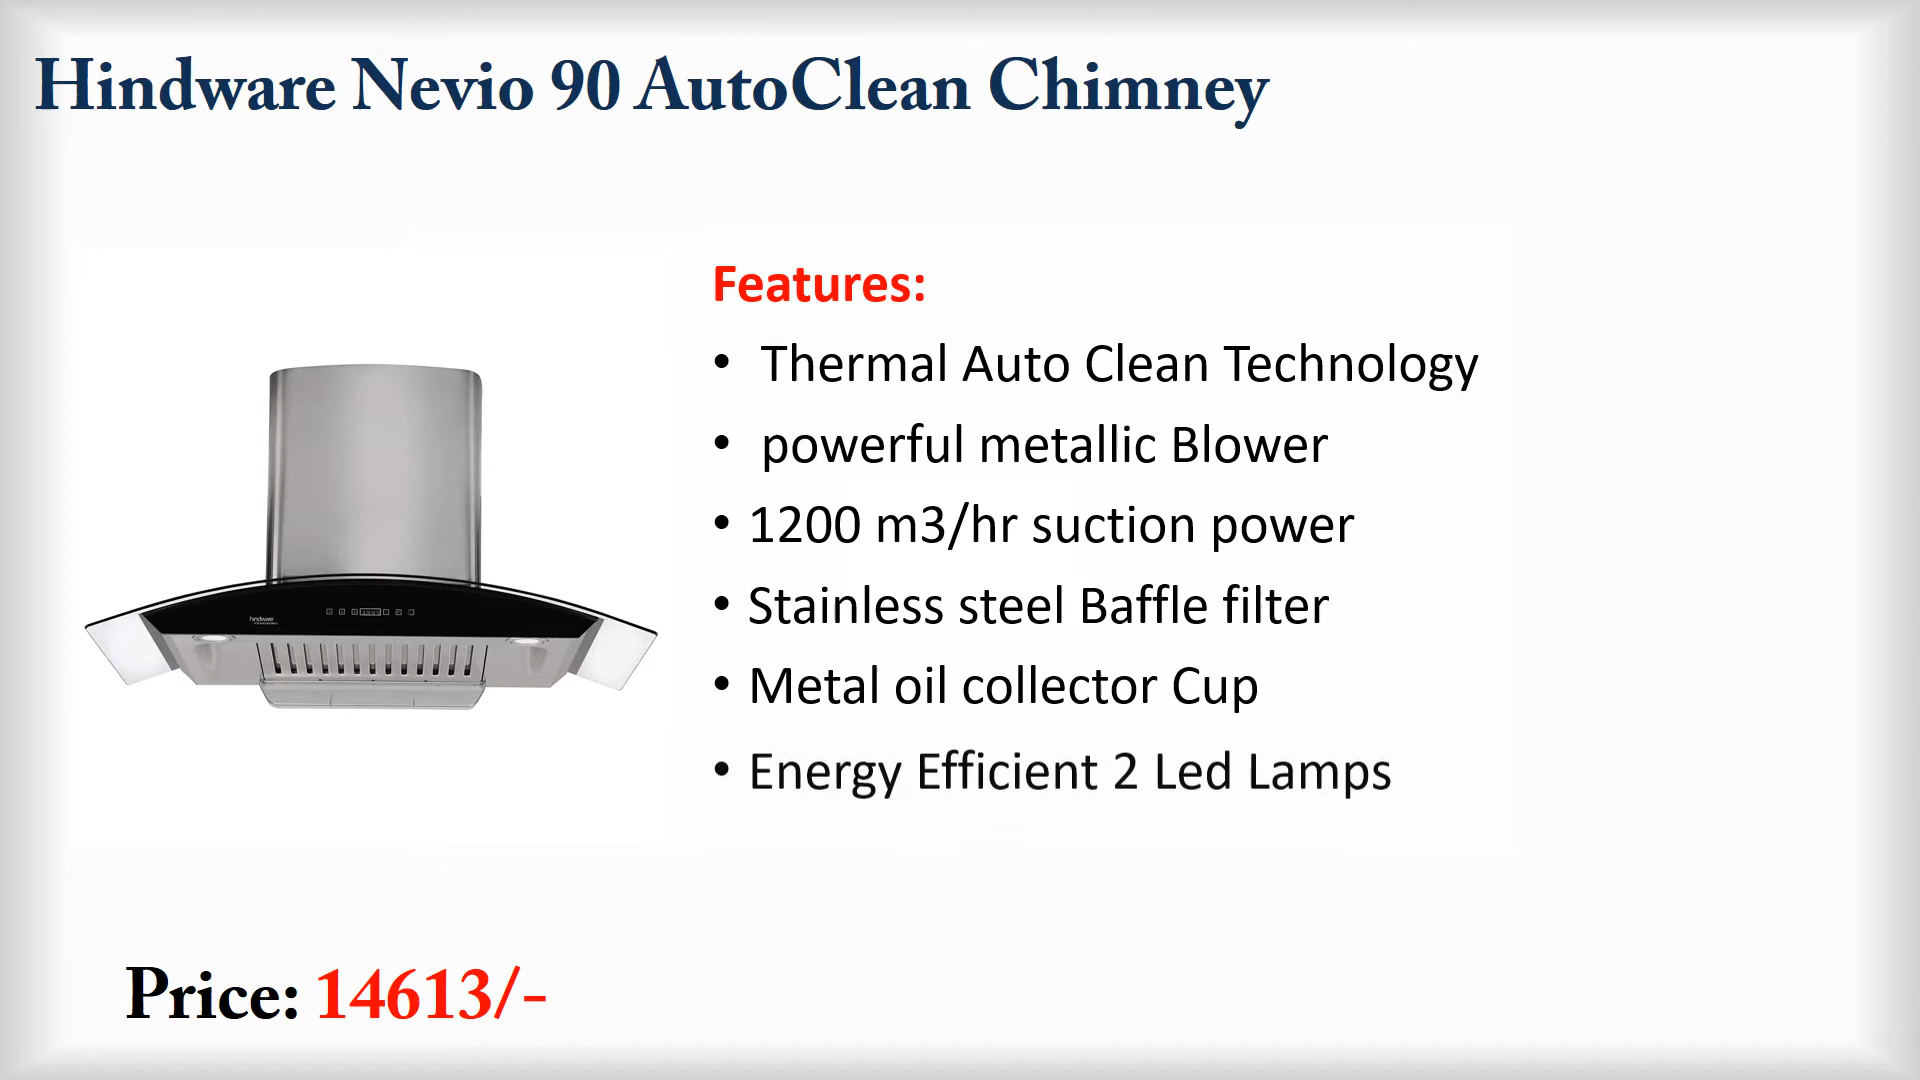 Hindware Nevio 90 AutoClean Chimney
Features:
• Thermal Auto Clean Technology
• powerful metallic Blower
• 1200 m3/hr suction power
• Stainless steel Baffle filter
• Metal oil collector Cup
• Energy Efficient 2 Led Lamps
hindware
Price: 14613/-